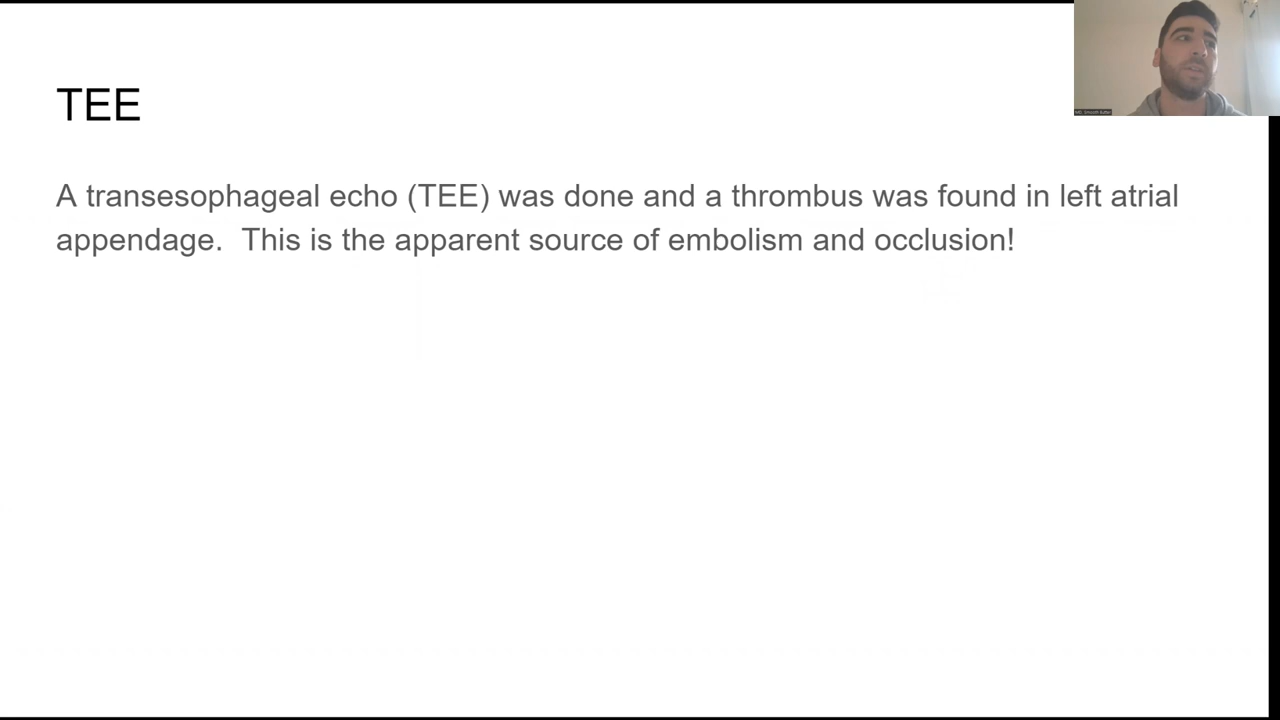 TEE
A transesophageal echo (TEE) was done and a thrombus was found in left atrial
appendage.  This is the apparent source of embolism and occlusion!